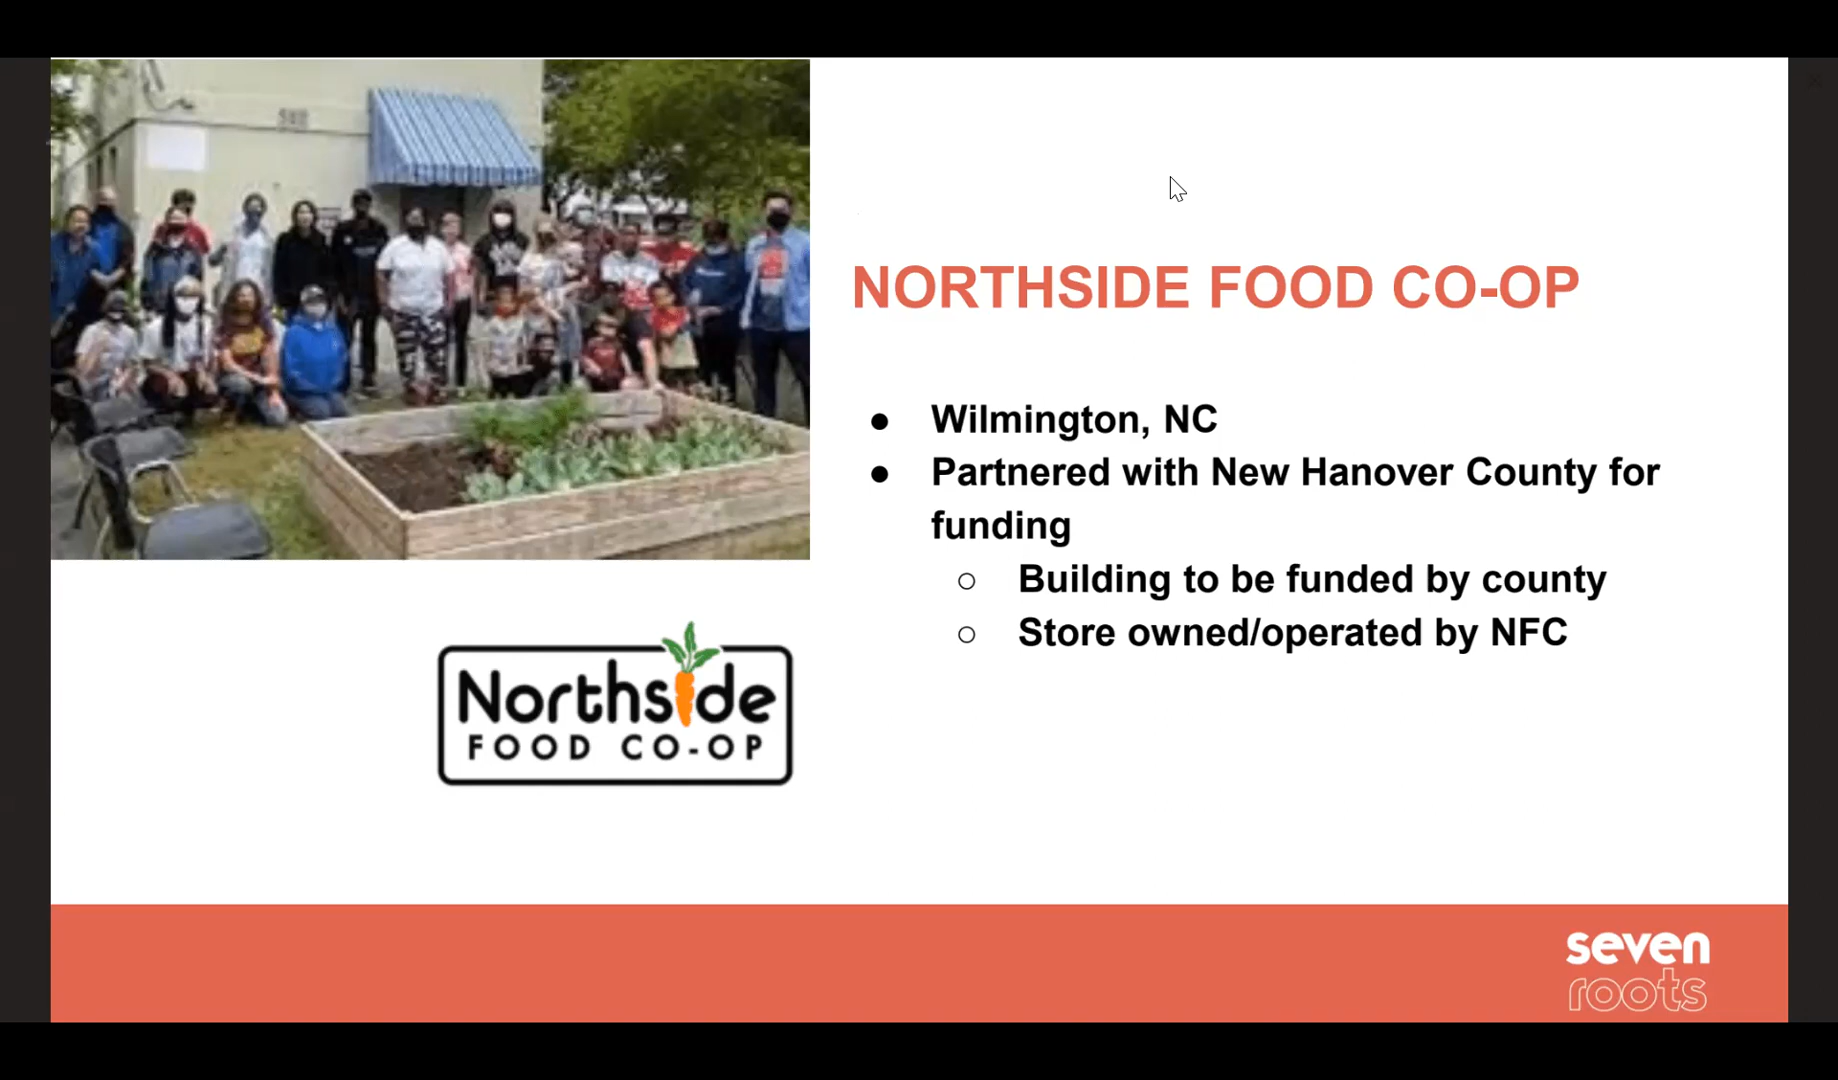 NORTHSIDE FOOD CO-OP
● Wilmington, NC
● Partnered with New Hanover County for
funding
○ Building to be funded by county
○ Store owned/operated by NFC
Northside
FOOD CO-OP
seven
roots